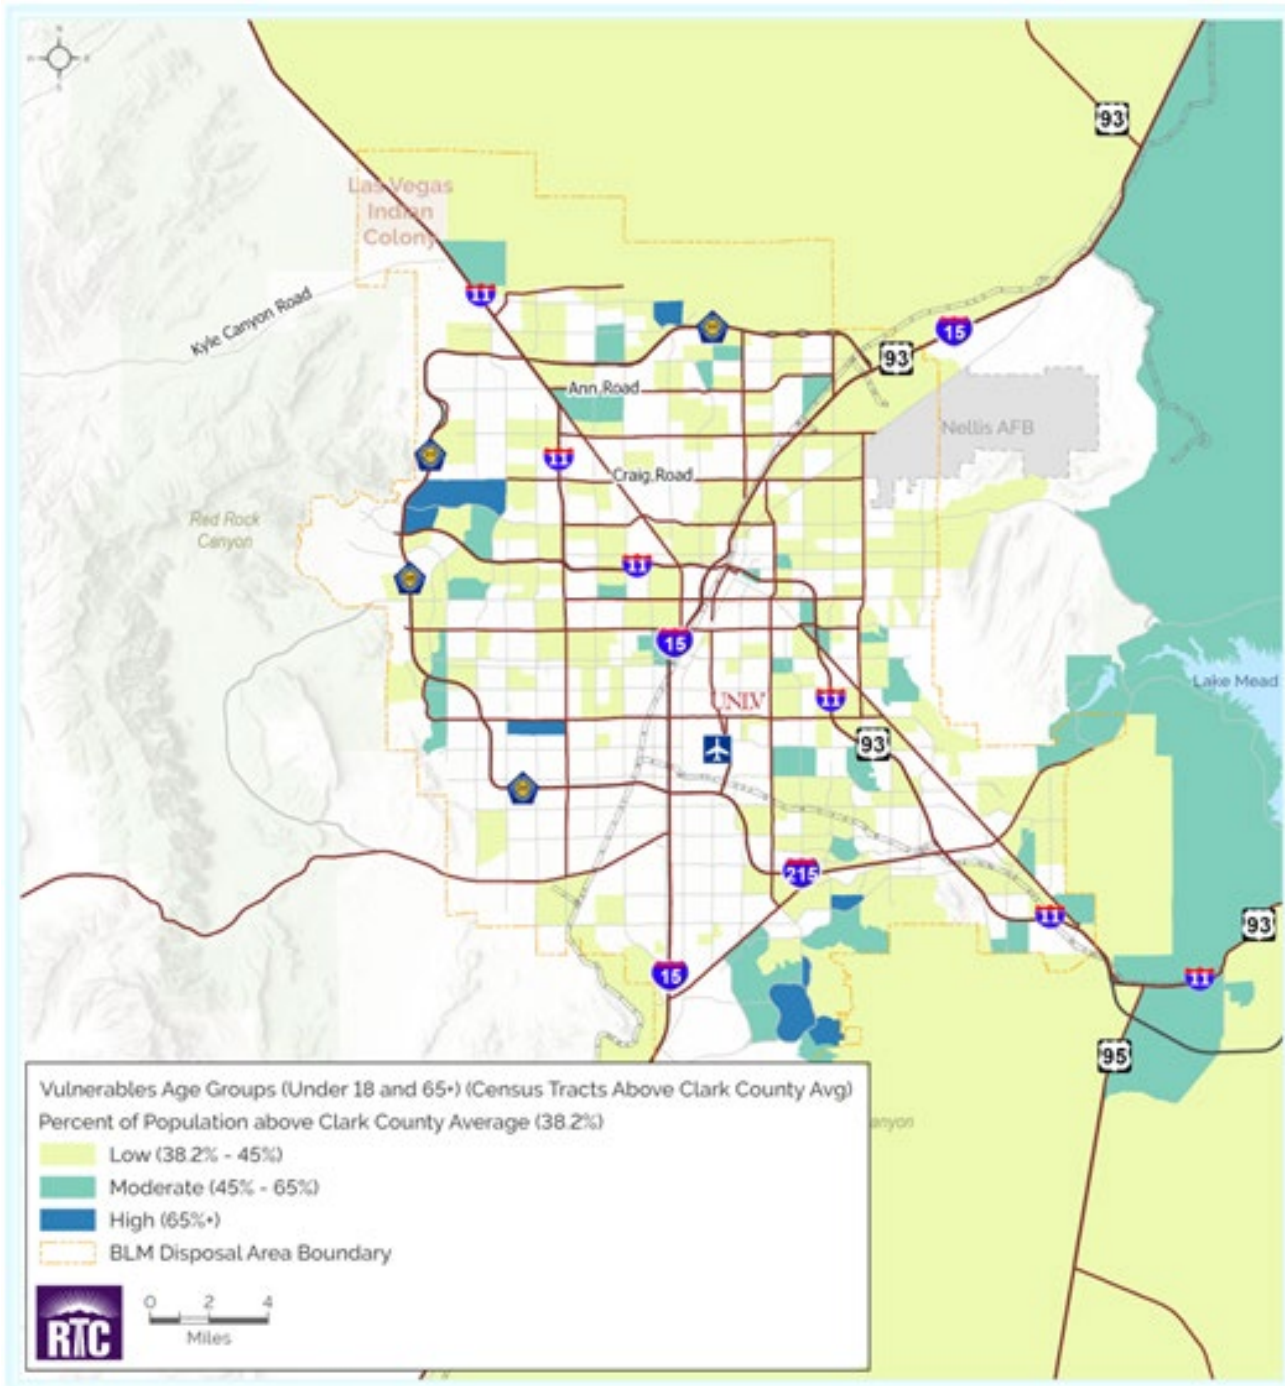 N
93
Las Vegas
Indian
Colony
11
Kyle Canyon Road
15
93
Ann Road
Nellis AFB
11
Craig Road
Red Rock
Canyon
11
15
Lake Mead
UNLV
11
93
215
11
93
15
11
95
anyon
Vulnerables Age Groups (Under 18 and 65+) (Census Tracts Above Clark County Avg)
Percent of Population above Clark County Average (38.2%)
Low (38.2% - 45%)
Moderate (45% - 65%)
High (65%+)
BLM Disposal Area Boundary
RTC
0 2 4
Miles